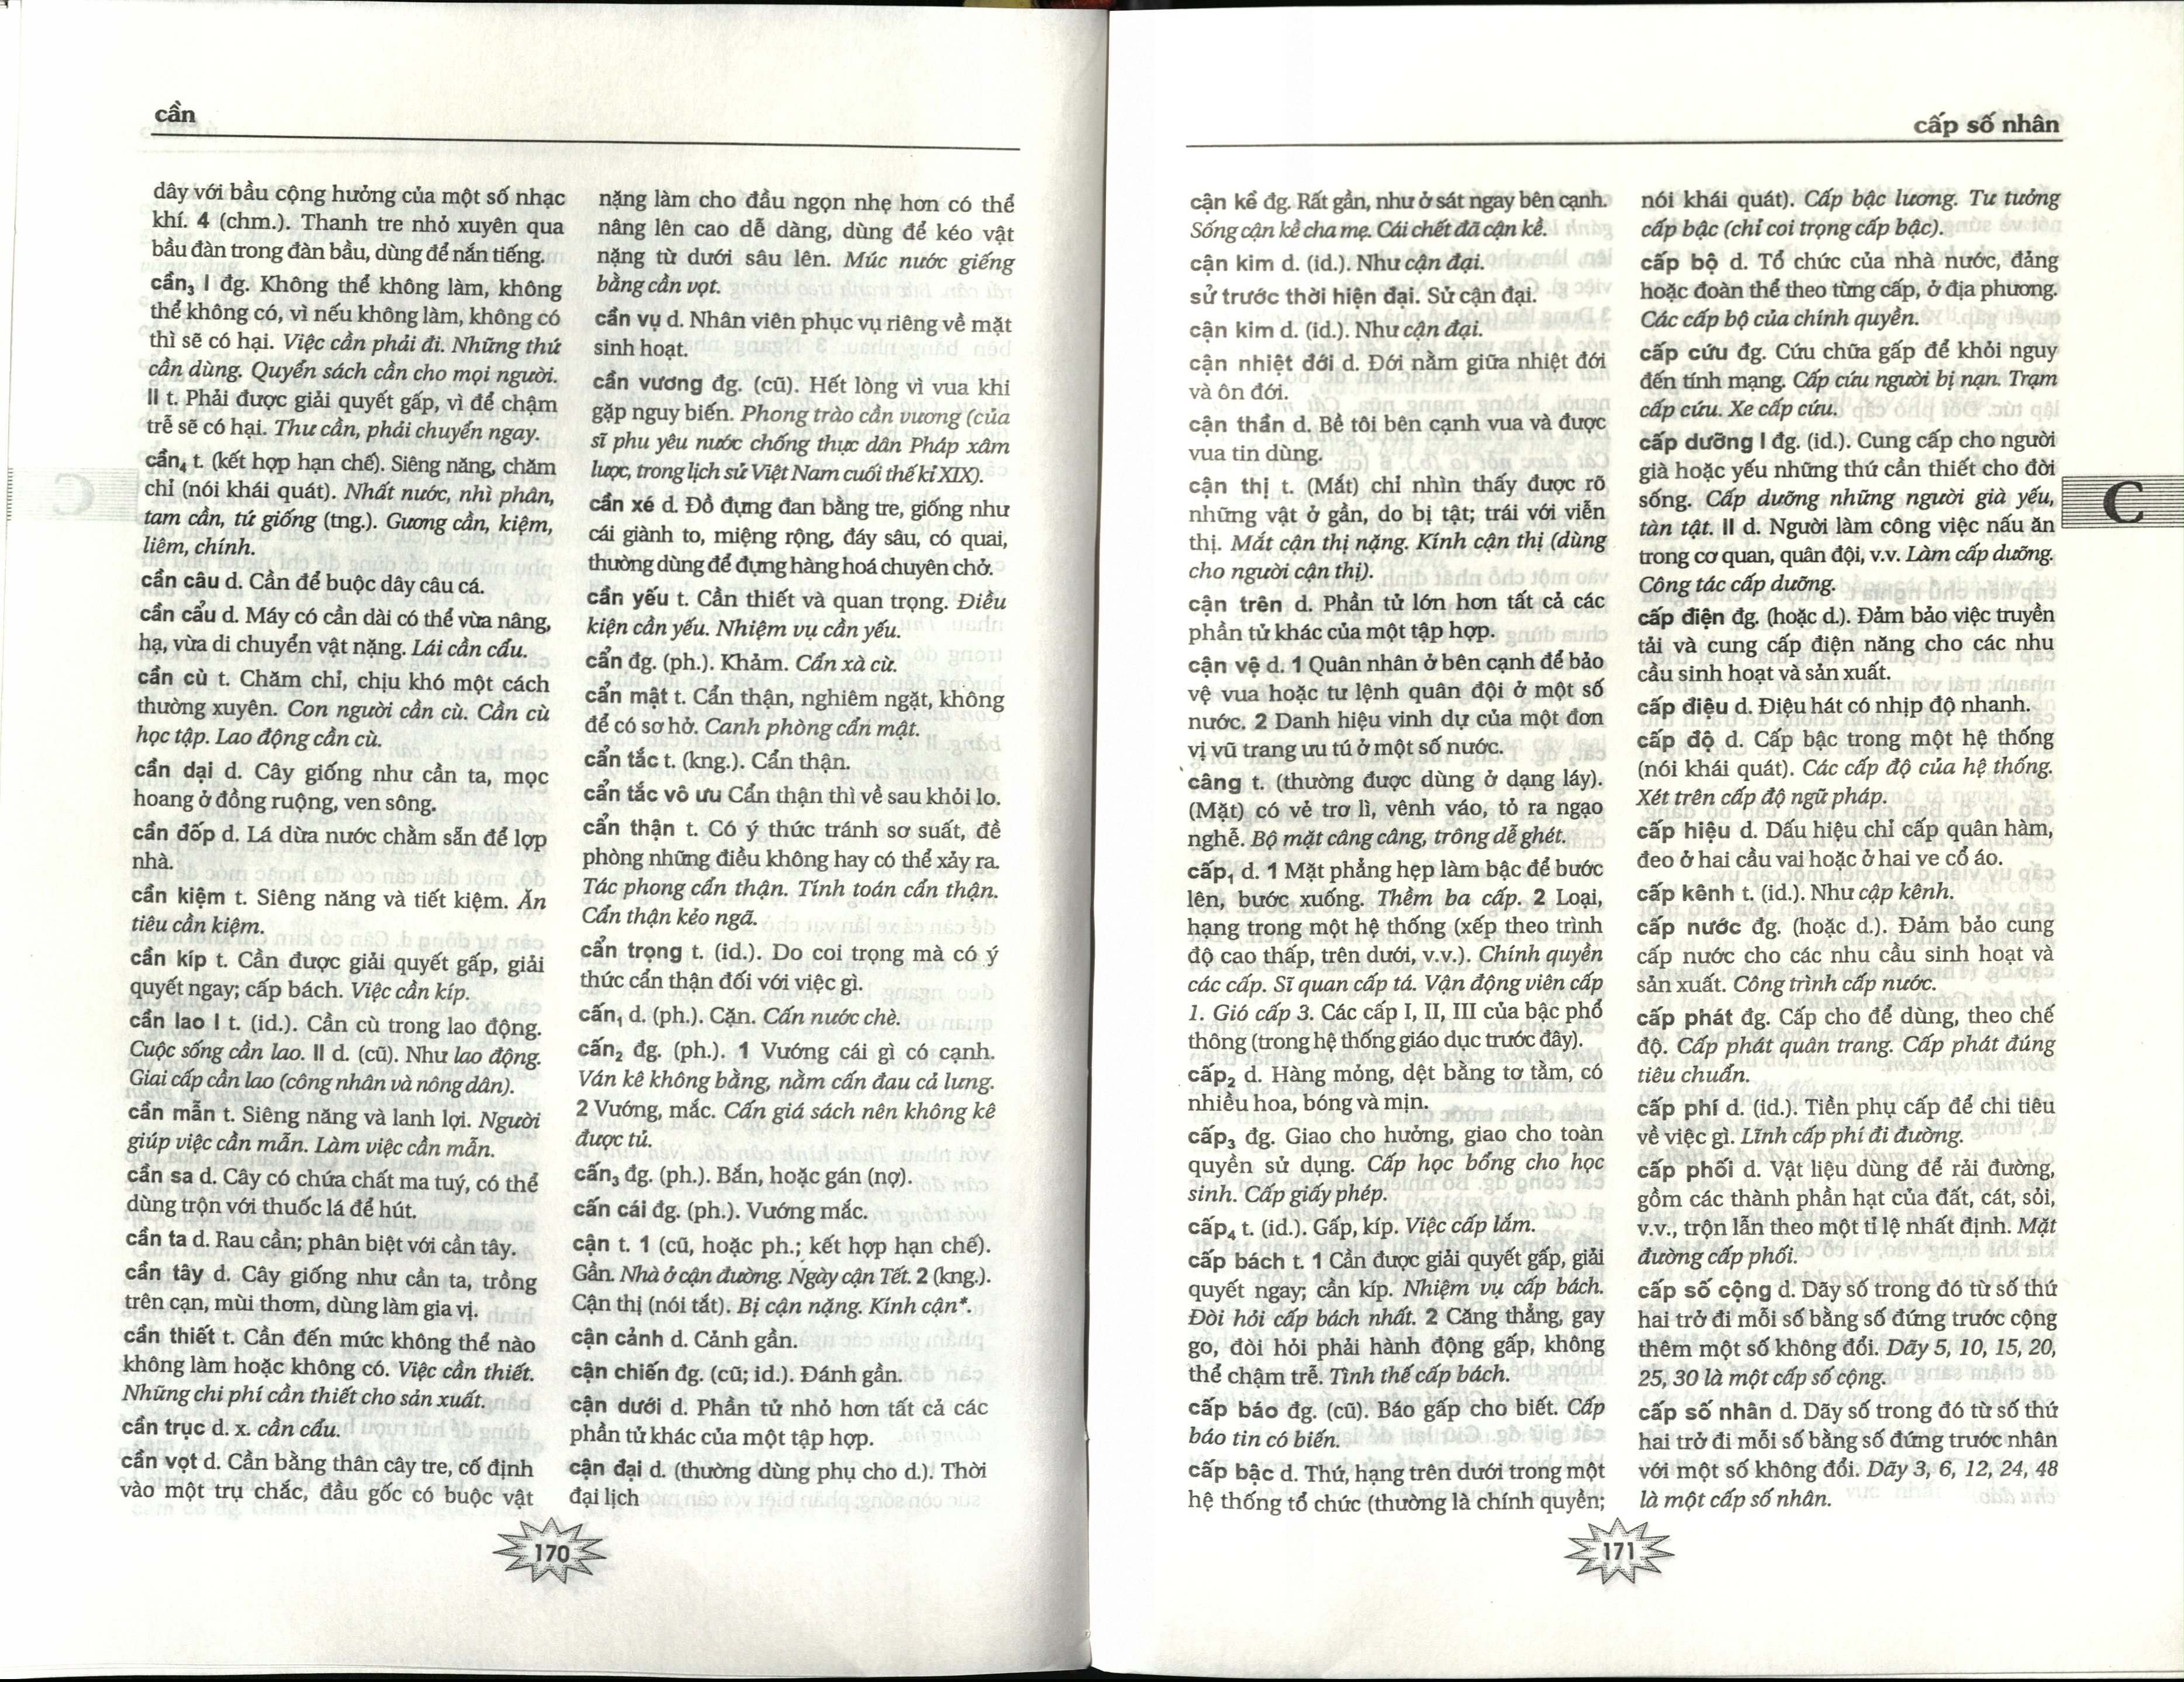 cần
dây với bầu cộng hưởng của một số nhạc
khí. 4 (chm.). Thanh tre nhỏ xuyên qua
bầu đàn trong đàn bầu, dùng để nắn tiếng.
cần₃ I đg. Không thể không làm, không
thể không có, vì nếu không làm, không có
thì sẽ có hại. Việc cần phải đi. Những thứ
cần dùng. Quyển sách cần cho mọi người.
II t. Phải được giải quyết gấp, vì để chậm
trễ sẽ có hại. Thư cần, phải chuyển ngay.
cần₄ t. (kết hợp hạn chế). Siêng năng, chăm
chỉ (nói khái quát). Nhất nước, nhì phân,
tam cần, tứ giống (tng.). Gương cần, kiệm,
liêm, chính.
cần câu d. Cần để buộc dây câu cá.
cần cẩu d. Máy có cần dài có thể vừa nâng,
hạ, vừa di chuyển vật nặng. Lái cần cẩu.
cần cù t. Chăm chỉ, chịu khó một cách
thường xuyên. Con người cần cù. Cần cù
học tập. Lao động cần cù.
cần dại d. Cây giống như cần ta, mọc
hoang ở đồng ruộng, ven sông.
cần đốp d. Lá dừa nước chằm sẵn để lợp
nhà.
cần kiệm t. Siêng năng và tiết kiệm. Ăn
tiêu cần kiệm.
cần kíp t. Cần được giải quyết gấp, giải
quyết ngay; cấp bách. Việc cần kíp.
cần lao I t. (id.). Cần cù trong lao động.
Cuộc sống cần lao. II d. (cũ). Như lao động.
Giai cấp cần lao (công nhân và nông dân).
cần mẫn t. Siêng năng và lanh lợi. Người
giúp việc cần mẫn. Làm việc cần mẫn.
cần sa d. Cây có chứa chất ma tuý, có thể
dùng trộn với thuốc lá để hút.
cần ta d. Rau cần; phân biệt với cần tây.
cần tây d. Cây giống như cần ta, trồng
trên cạn, mùi thơm, dùng làm gia vị.
cần thiết t. Cần đến mức không thể nào
không làm hoặc không có. Việc cần thiết.
Những chi phí cần thiết cho sản xuất.
cần trục d. x. cần cẩu.
cần vọt d. Cần bằng thân cây tre, cố định
vào một trụ chắc, đầu gốc có buộc vật
nặng làm cho đầu ngọn nhẹ hơn có thể
nâng lên cao dễ dàng, dùng để kéo vật
nặng từ dưới sâu lên. Múc nước giếng
bằng cần vọt.
cần vụ d. Nhân viên phục vụ riêng về mặt
sinh hoạt.
cần vương đg. (cũ). Hết lòng vì vua khi
gặp nguy biến. Phong trào cần vương (của
sĩ phu yêu nước chống thực dân Pháp xâm
lược, trong lịch sử Việt Nam cuối thế kỉ XIX).
cần xé d. Đồ đựng đan bằng tre, giống như
cái giành to, miệng rộng, đáy sâu, có quai,
thường dùng để đựng hàng hoá chuyên chở.
cần yếu t. Cần thiết và quan trọng. Điều
kiện cần yếu. Nhiệm vụ cần yếu.
cẩn đg. (ph.). Khảm. Cẩn xà cừ.
cẩn mật t. Cẩn thận, nghiêm ngặt, không
để có sơ hở. Canh phòng cẩn mật.
cẩn tắc t. (kng.). Cẩn thận.
cẩn tắc vô ưu Cẩn thận thì về sau khỏi lo.
cẩn thận t. Có ý thức tránh sơ suất, đề
phòng những điều không hay có thể xảy ra.
Tác phong cẩn thận. Tính toán cẩn thận.
Cẩn thận kẻo ngã.
cẩn trọng t. (id.). Do coi trọng mà có ý
thức cẩn thận đối với việc gì.
cấn₁ d. (ph.). Cặn. Cấn nước chè.
cấn₂ đg. (ph.). 1 Vướng cái gì có cạnh.
Ván kê không bằng, nằm cấn đau cả lưng.
2 Vướng, mắc. Cấn giá sách nên không kê
được tủ.
cấn₃ đg. (ph.). Bắn, hoặc gán (nợ).
cấn cái đg. (ph.). Vướng mắc.
cận t. 1 (cũ, hoặc ph.; kết hợp hạn chế).
Gần. Nhà ở cận đường. Ngày cận Tết. 2 (kng.).
Cận thị (nói tắt). Bị cận nặng. Kính cận*.
cận cảnh d. Cảnh gần.
cận chiến đg. (cũ; id.). Đánh gần.
cận dưới d. Phần tử nhỏ hơn tất cả các
phần tử khác của một tập hợp.
cận đại d. (thường dùng phụ cho d.). Thời
đại lịch
170
cấp số nhân
cận kề đg. Rất gần, như ở sát ngay bên cạnh.
Sống cận kề cha mẹ. Cái chết đã cận kề.
cận kim d. (id.). Như cận đại.
sử trước thời hiện đại. Sử cận đại.
cận kim d. (id.). Như cận đại.
cận nhiệt đới d. Đới nằm giữa nhiệt đới
và ôn đới.
cận thần d. Bề tôi bên cạnh vua và được
vua tin dùng.
cận thị t. (Mắt) chỉ nhìn thấy được rõ
những vật ở gần, do bị tật; trái với viễn
thị. Mắt cận thị nặng. Kính cận thị (dùng
cho người cận thị).
cận trên d. Phần tử lớn hơn tất cả các
phần tử khác của một tập hợp.
cận vệ d. 1 Quân nhân ở bên cạnh để bảo
vệ vua hoặc tư lệnh quân đội ở một số
nước. 2 Danh hiệu vinh dự của một đơn
vị vũ trang ưu tú ở một số nước.
câng t. (thường được dùng ở dạng láy).
(Mặt) có vẻ trơ lì, vênh váo, tỏ ra ngạo
nghễ. Bộ mặt câng câng, trông dễ ghét.
cấp₁ d. 1 Mặt phẳng hẹp làm bậc để bước
lên, bước xuống. Thềm ba cấp. 2 Loại,
hạng trong một hệ thống (xếp theo trình
độ cao thấp, trên dưới, v.v.). Chính quyền
các cấp. Sĩ quan cấp tá. Vận động viên cấp
1. Gió cấp 3. Các cấp I, II, III của bậc phổ
thông (trong hệ thống giáo dục trước đây).
cấp₂ d. Hàng mỏng, dệt bằng tơ tằm, có
nhiều hoa, bóng và mịn.
cấp₃ đg. Giao cho hưởng, giao cho toàn
quyền sử dụng. Cấp học bổng cho học
sinh. Cấp giấy phép.
cấp₄ t. (id.). Gấp, kíp. Việc cấp lắm.
cấp bách t. 1 Cần được giải quyết gấp, giải
quyết ngay; cần kíp. Nhiệm vụ cấp bách.
Đòi hỏi cấp bách nhất. 2 Căng thẳng, gay
go, đòi hỏi phải hành động gấp, không
thể chậm trễ. Tình thế cấp bách.
cấp báo đg. (cũ). Báo gấp cho biết. Cấp
báo tin có biến.
cấp bậc d. Thứ, hạng trên dưới trong một
hệ thống tổ chức (thường là chính quyền;
nói khái quát). Cấp bậc lương. Tư tưởng
cấp bậc (chỉ coi trọng cấp bậc).
cấp bộ d. Tổ chức của nhà nước, đảng
hoặc đoàn thể theo từng cấp, ở địa phương.
Các cấp bộ của chính quyền.
cấp cứu đg. Cứu chữa gấp để khỏi nguy
đến tính mạng. Cấp cứu người bị nạn. Trạm
cấp cứu. Xe cấp cứu.
cấp dưỡng I đg. (id.). Cung cấp cho người
già hoặc yếu những thứ cần thiết cho đời
sống. Cấp dưỡng những người già yếu,
tàn tật. II d. Người làm công việc nấu ăn
trong cơ quan, quân đội, v.v. Làm cấp dưỡng.
Công tác cấp dưỡng.
cấp điện đg. (hoặc d.). Đảm bảo việc truyền
tải và cung cấp điện năng cho các nhu
cầu sinh hoạt và sản xuất.
cấp điệu d. Điệu hát có nhịp độ nhanh.
cấp độ d. Cấp bậc trong một hệ thống
(nói khái quát). Các cấp độ của hệ thống.
Xét trên cấp độ ngữ pháp.
cấp hiệu d. Dấu hiệu chỉ cấp quân hàm,
đeo ở hai cầu vai hoặc ở hai ve cổ áo.
cấp kênh t. (id.). Như cập kênh.
cấp nước đg. (hoặc d.). Đảm bảo cung
cấp nước cho các nhu cầu sinh hoạt và
sản xuất. Công trình cấp nước.
cấp phát đg. Cấp cho để dùng, theo chế
độ. Cấp phát quân trang. Cấp phát đúng
tiêu chuẩn.
cấp phí d. (id.). Tiền phụ cấp để chi tiêu
về việc gì. Lĩnh cấp phí đi đường.
cấp phối d. Vật liệu dùng để rải đường,
gồm các thành phần hạt của đất, cát, sỏi,
v.v., trộn lẫn theo một tỉ lệ nhất định. Mặt
đường cấp phối.
cấp số cộng d. Dãy số trong đó từ số thứ
hai trở đi mỗi số bằng số đứng trước cộng
thêm một số không đổi. Dãy 5, 10, 15, 20,
25, 30 là một cấp số cộng.
cấp số nhân d. Dãy số trong đó từ số thứ
hai trở đi mỗi số bằng số đứng trước nhân
với một số không đổi. Dãy 3, 6, 12, 24, 48
là một cấp số nhân.
C
171